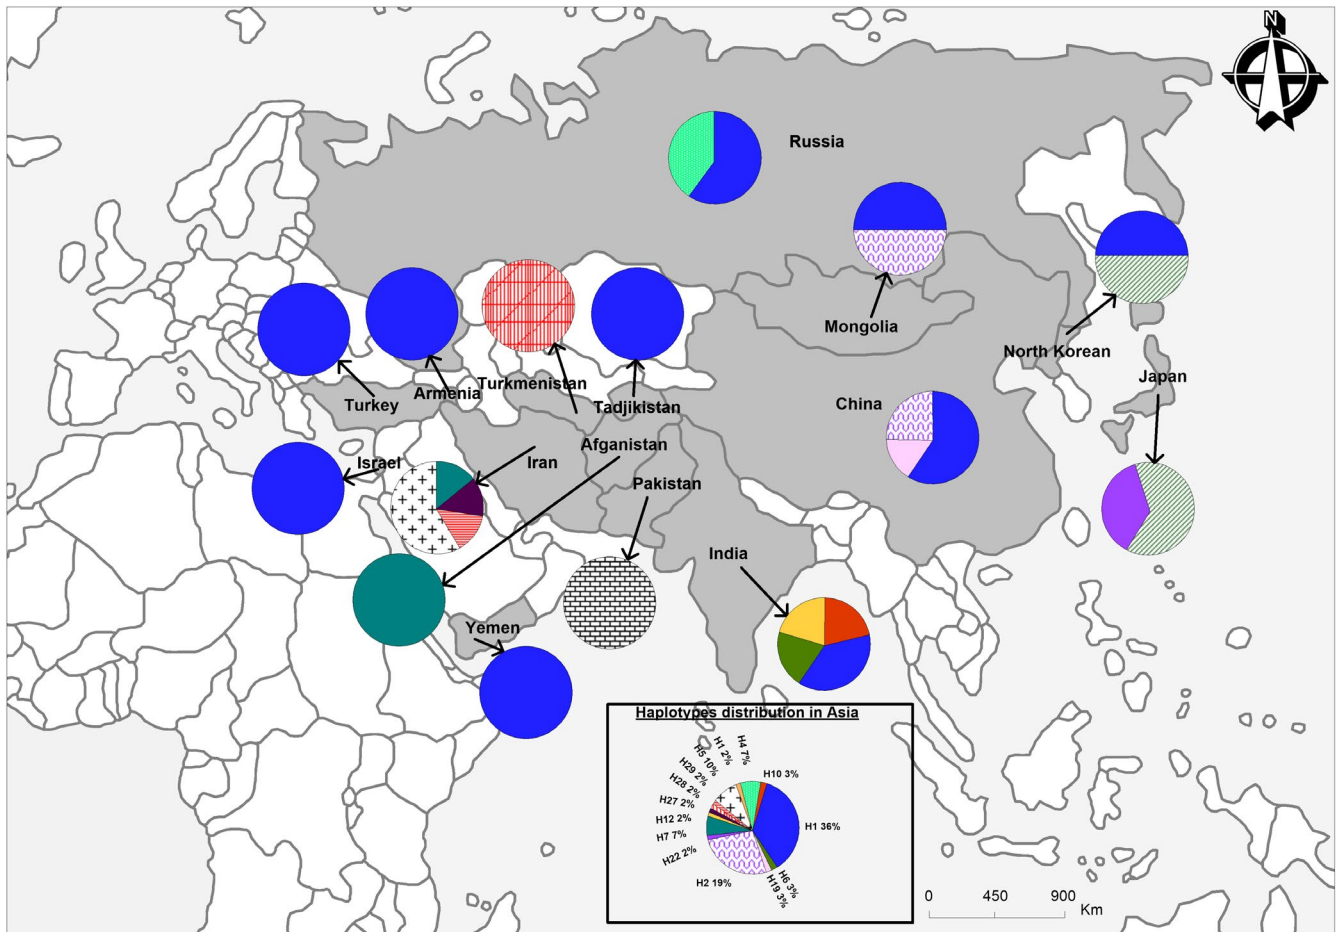 N
Russia
Mongolia
North Korean
Japan
China
Turkmenistan
Armenia
Turkey
Tadjikistan
Afganistan
Israel
Iran
Pakistan
India
Yemen
Haplotypes distribution in Asia
H4 7%
H1 2%
H5 10%
H29 2%
H28 2%
H27 2%
H12 2%
H7 7%
H22 2%
H2 19%
H19 3%
H6 3%
H1 36%
H10 3%
0 450 900
Km